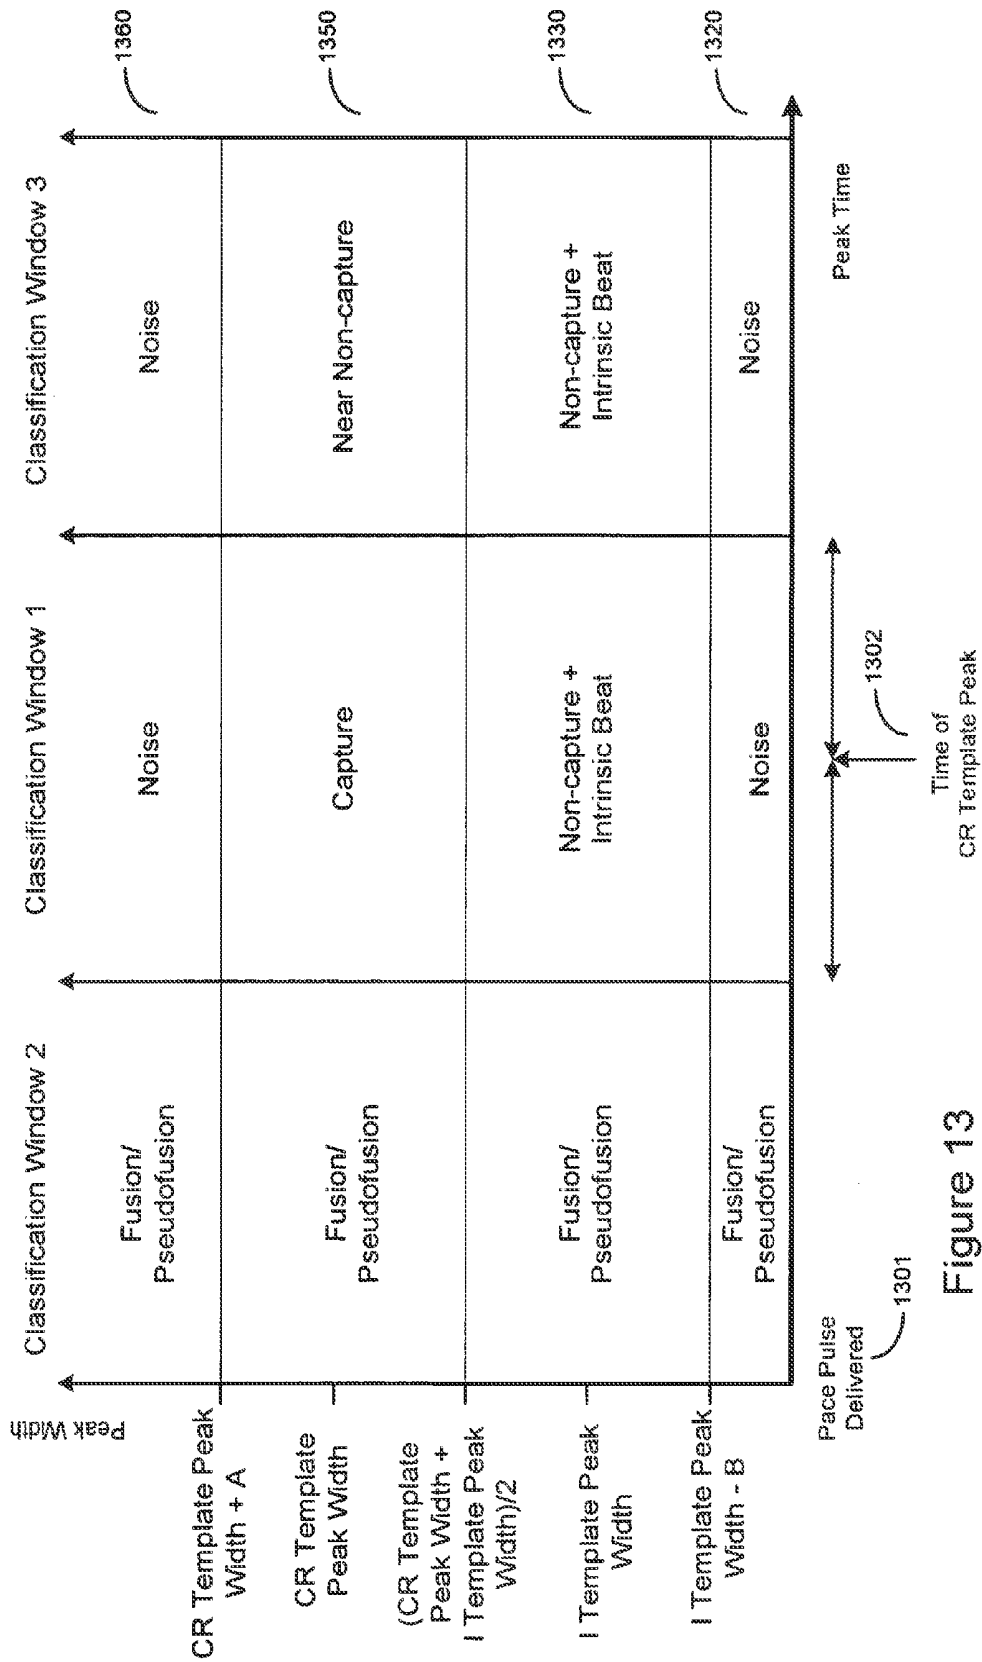 Classification Window 2
Classification Window 1
Classification Window 3
Peak Width
1360
1350
1330
1320
CR Template Peak
Width + A
CR Template
Peak Width
(CR Template
Peak Width +
I Template Peak
Width)/2
I Template Peak
Width
I Template Peak
Width - B
Fusion/
Pseudofusion
Noise
Noise
Fusion/
Pseudofusion
Capture
Near Non-capture
Fusion/
Pseudofusion
Non-capture +
Intrinsic Beat
Non-capture +
Intrinsic Beat
Fusion/
Pseudofusion
Noise
Noise
Pace Pulse
Delivered
1301
1302
Time of
CR Template Peak
Peak Time
Figure 13